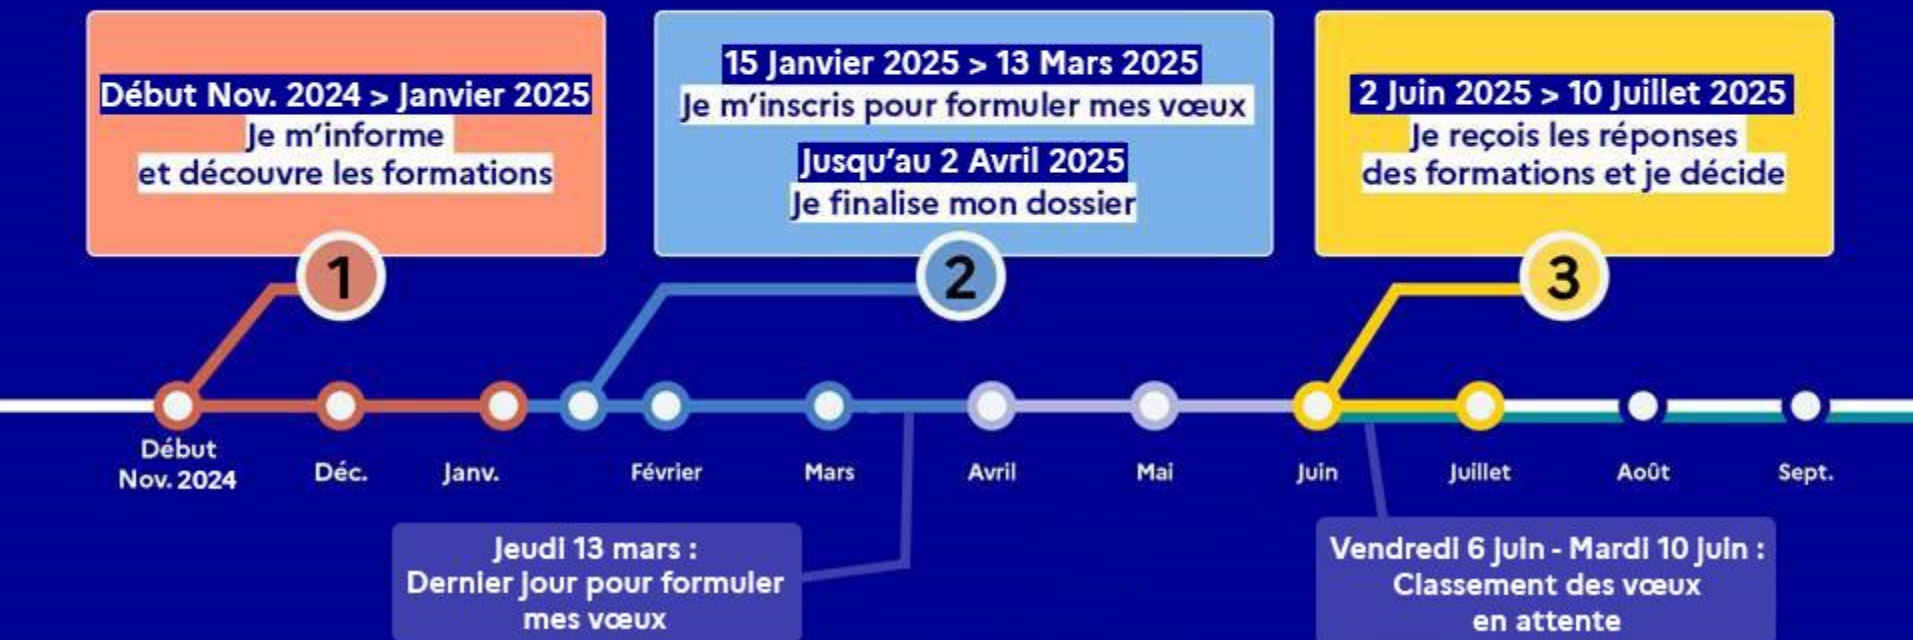 Début Nov. 2024 > Janvier 2025
Je m'informe
et découvre les formations
1
15 Janvier 2025 > 13 Mars 2025
Je m'inscris pour formuler mes vœux
Jusqu'au 2 Avril 2025
Je finalise mon dossier
2
2 Juin 2025 > 10 Juillet 2025
Je reçois les réponses
des formations et je décide
3
Début
Nov. 2024
Déc.
Janv.
Février
Mars
Avril
Mai
Juin
Juillet
Août
Sept.
Jeudi 13 mars :
Dernier jour pour formuler
mes vœux
Vendredi 6 juin - Mardi 10 juin :
Classement des vœux
en attente